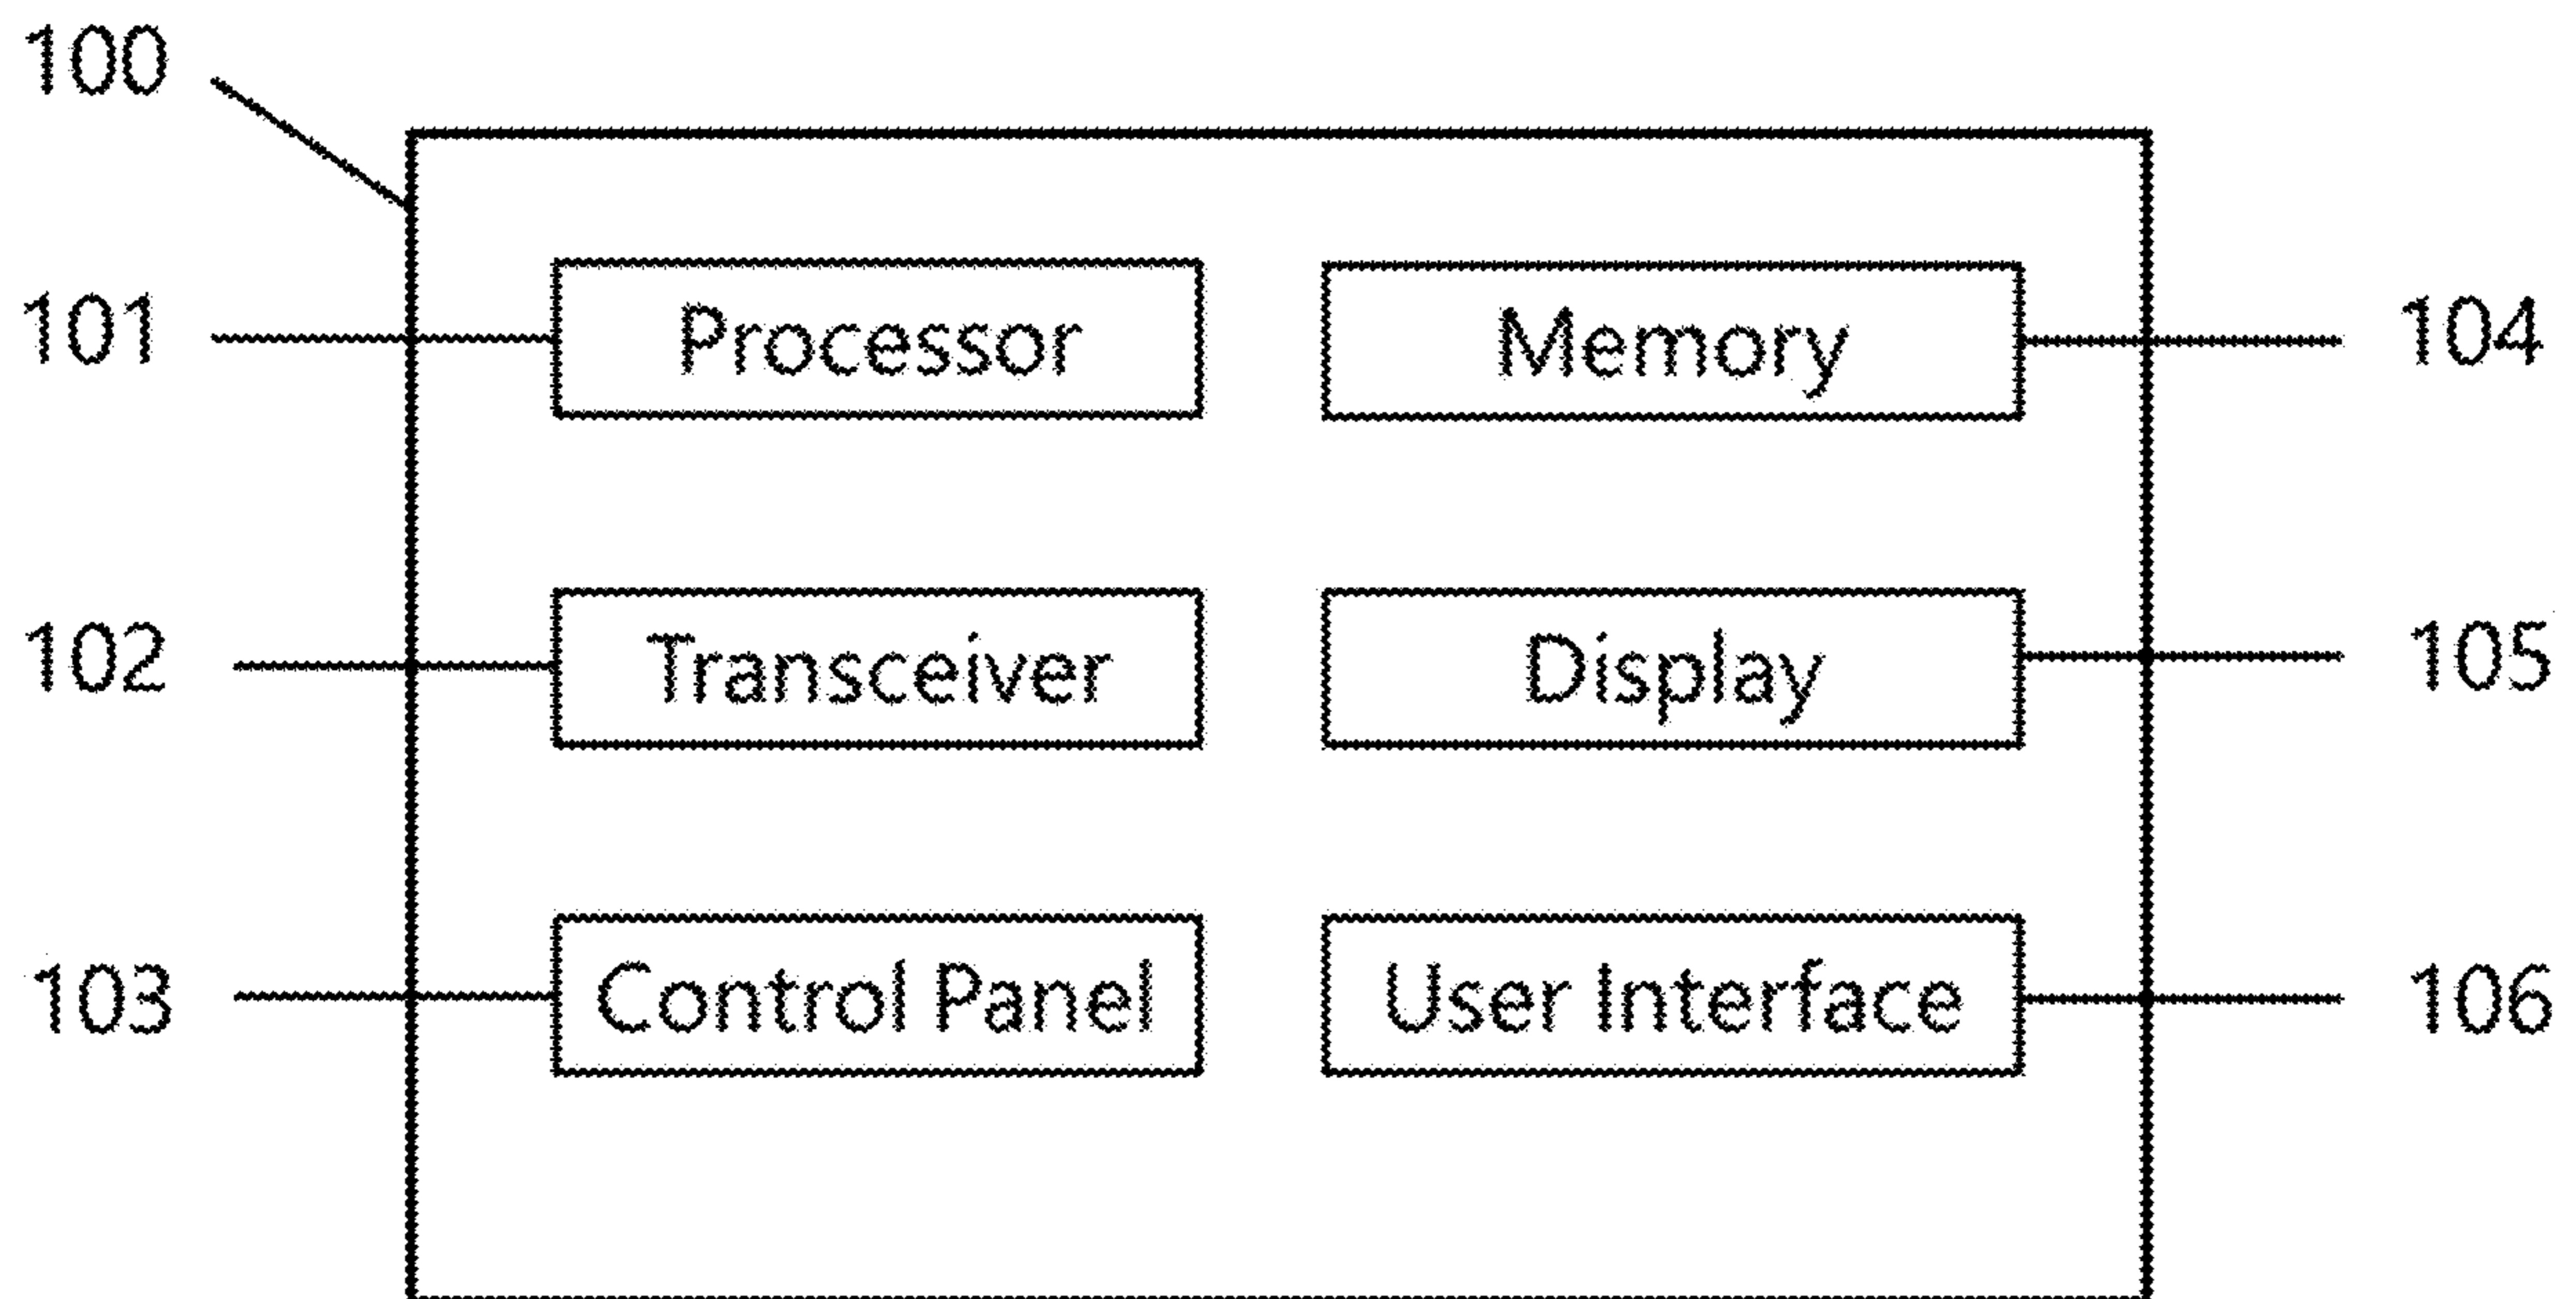 100
101 Processor Memory 104
102 Transceiver Display 105
103 Control Panel User Interface 106